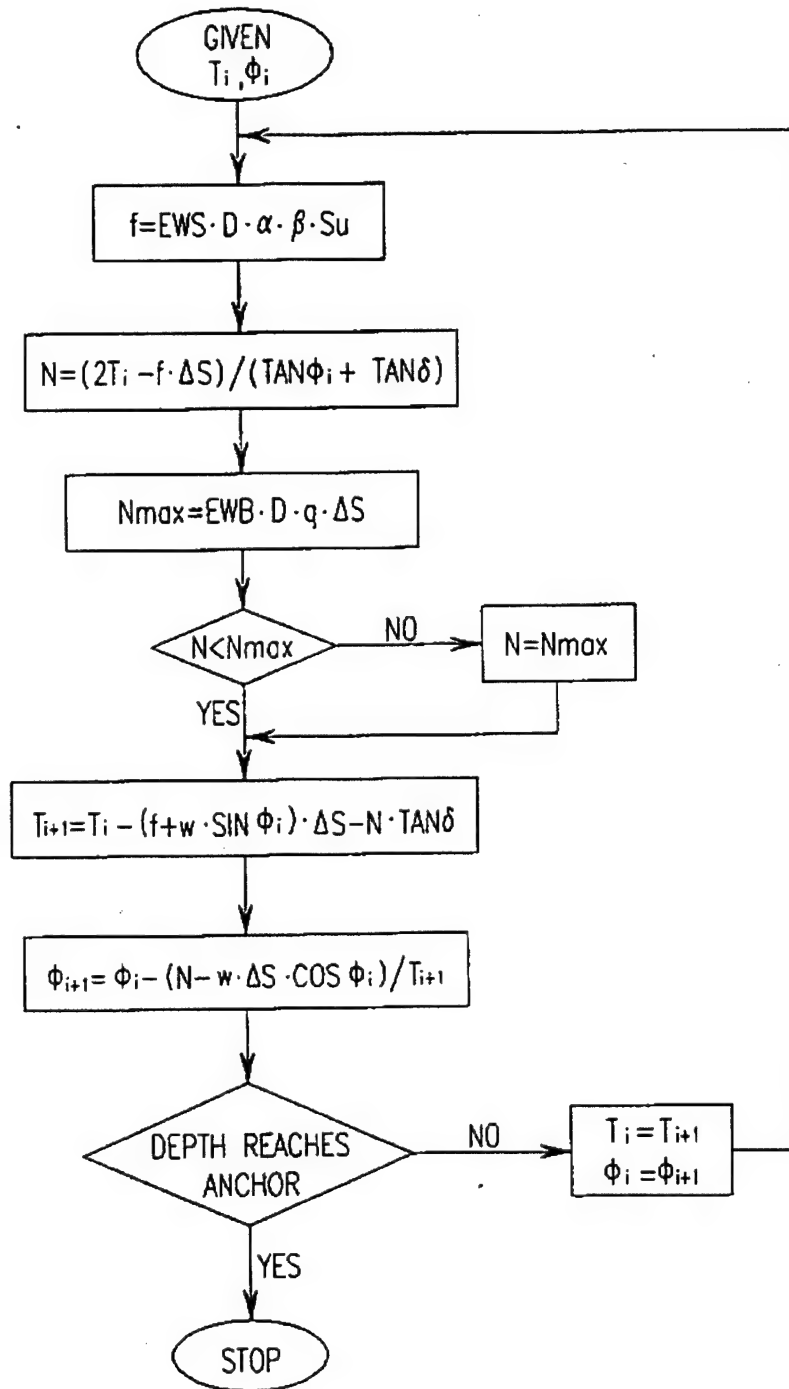 GIVEN
Ti,ϕi
f=EWS·D·α·β·Su
N=(2Ti-f·ΔS)/(TANϕi+ TANδ)
Nmax=EWB·D·q·ΔS
N<Nmax
NO
N=Nmax
YES
Ti+1=Ti-(f+w·SINϕi)·ΔS-N·TANδ
ϕi+1=ϕi-(N-w·ΔS·COSϕi)/Ti+1
DEPTH REACHES
ANCHOR
NO
Ti=Ti+1
ϕi=ϕi+1
YES
STOP